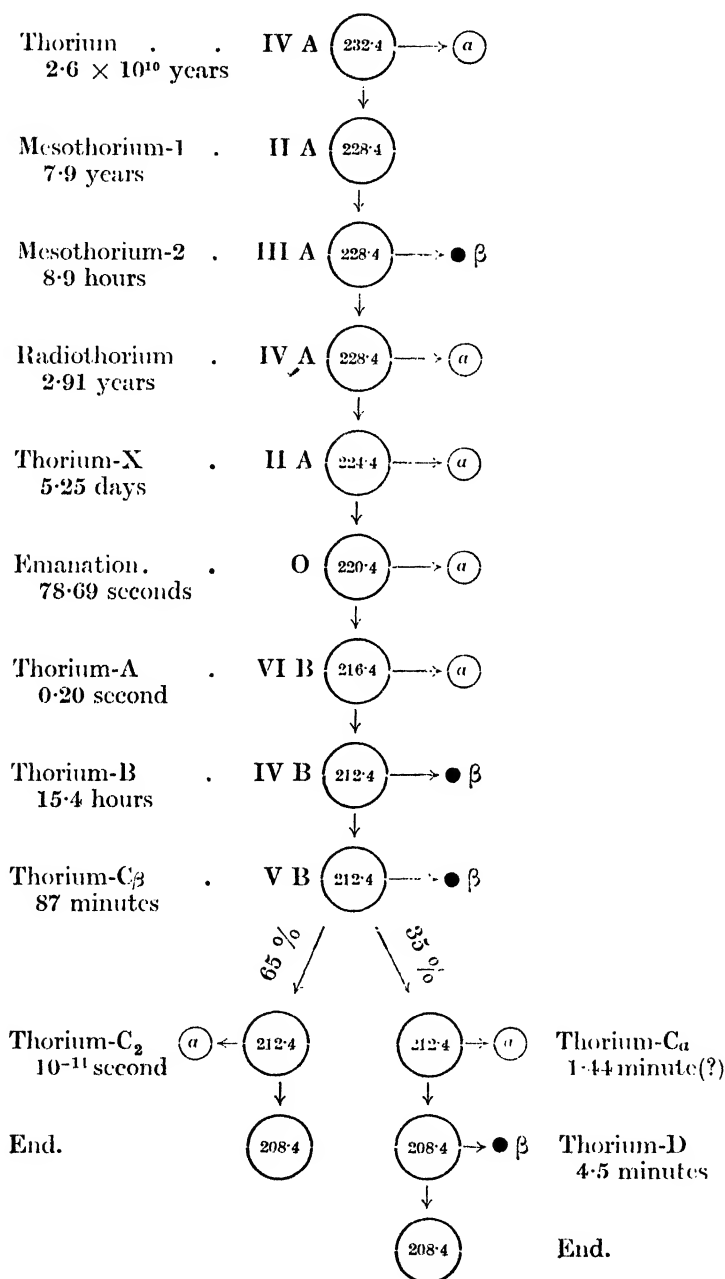 Thorium . . IV A 232·4 α
2·6 × 10¹⁰ years
Mesothorium-1 . II A 228·4
7·9 years
Mesothorium-2 . III A 228·4 β
8·9 hours
Radiothorium . IV A 228·4 α
2·91 years
Thorium-X . II A 224·4 α
5·25 days
Emanation. . O 220·4 α
78·69 seconds
Thorium-A . VI B 216·4 α
0·20 second
Thorium-B . IV B 212·4 β
15·4 hours
Thorium-Cβ . V B 212·4 β
87 minutes
65 % 35 %
Thorium-C₂ α 212·4 212·4 α Thorium-Cα
10⁻¹¹ second 1·44 minute(?)
End. 208·4 208·4 β Thorium-D
4·5 minutes
208·4 End.